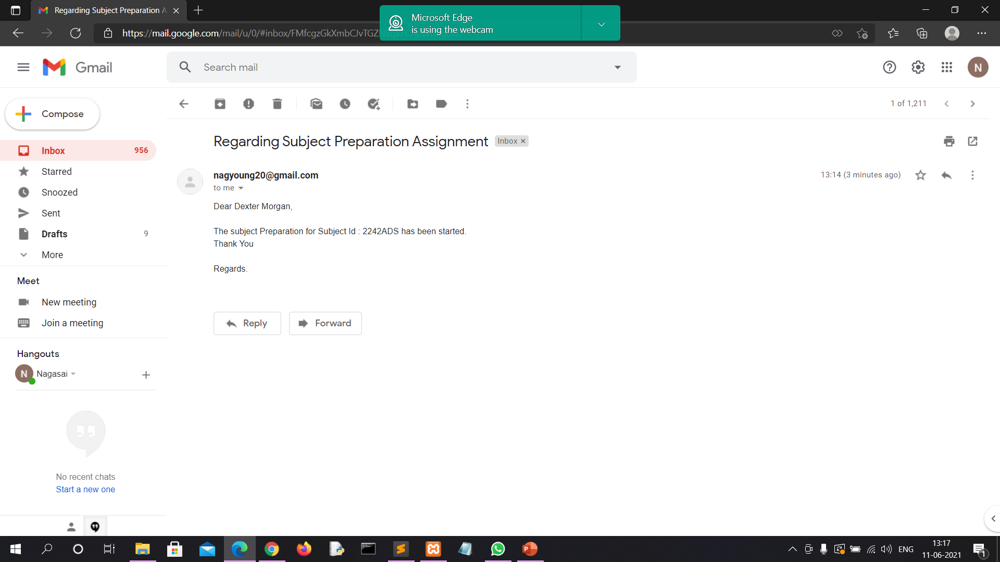 Regarding Subject Preparation A
Microsoft Edge
is using the webcam
https://mail.google.com/mail/u/0/#inbox/FMfcgzGkXmbCJvTGZ
Gmail
Search mail
N
Compose
1 of 1,211
Inbox 956
Starred
Snoozed
Sent
Drafts 9
More
Meet
New meeting
Join a meeting
Hangouts
N Nagasai
No recent chats
Start a new one
Regarding Subject Preparation Assignment Inbox ×
nagyoung20@gmail.com
13:14 (3 minutes ago)
to me
Dear Dexter Morgan,
The subject Preparation for Subject Id : 2242ADS has been started.
Thank You
Regards.
Reply
Forward
ENG
13:17
11-06-2021
1